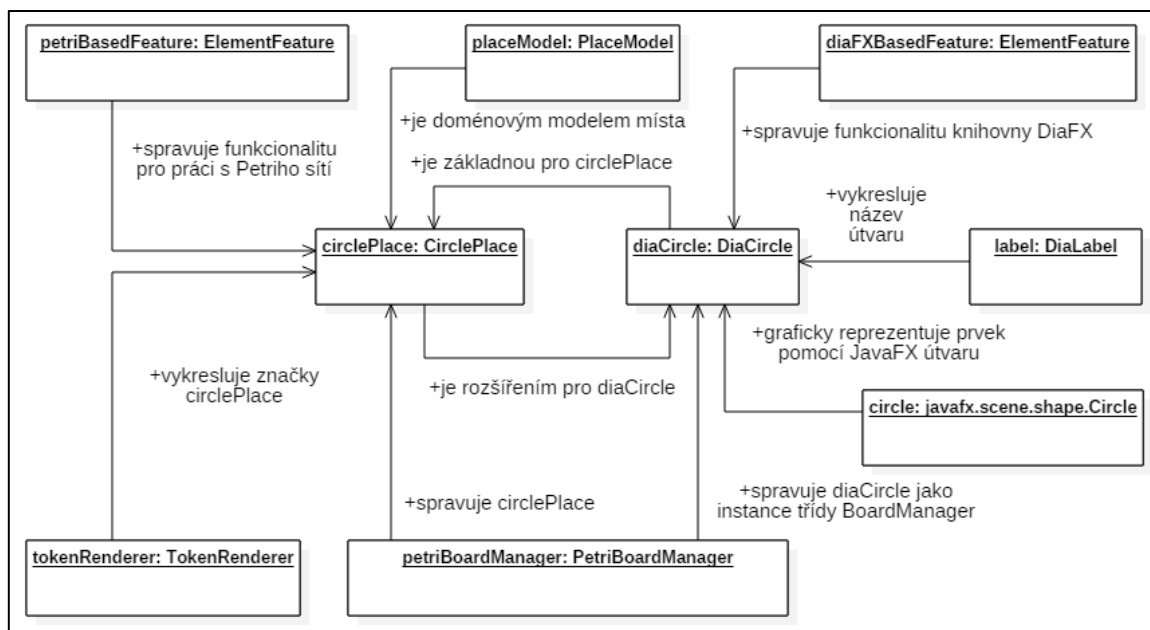 petriBasedFeature: ElementFeature
placeModel: PlaceModel
diaFXBasedFeature: ElementFeature
+je doménovým modelem místa
+spravuje funkcionalitu knihovny DiaFX
+spravuje funkcionalitu
pro práci s Petriho sítí
+je základnou pro circlePlace
+vykresluje
název
útvaru
circlePlace: CirclePlace
diaCircle: DiaCircle
label: DiaLabel
+graficky reprezentuje prvek
pomocí JavaFX útvaru
+vykresluje značky
circlePlace
+je rozšířením pro diaCircle
circle: javafx.scene.shape.Circle
+spravuje circlePlace
+spravuje diaCircle jako
instance třídy BoardManager
tokenRenderer: TokenRenderer
petriBoardManager: PetriBoardManager